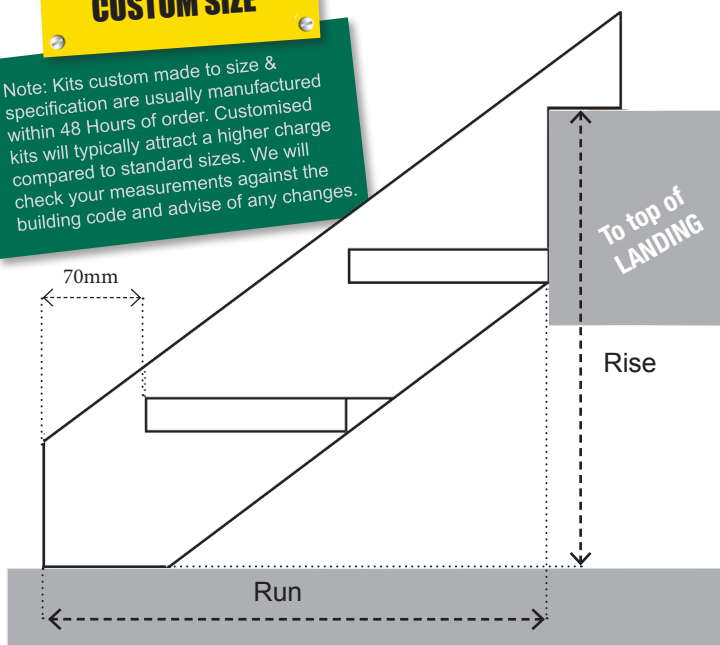 CUSTOM SIZE
Note: Kits custom made to size &
specification are usually manufactured
within 48 Hours of order. Customised
kits will typically attract a higher charge
compared to standard sizes. We will
check your measurements against the
building code and advise of any changes.
70mm
To top of
LANDING
Rise
Run